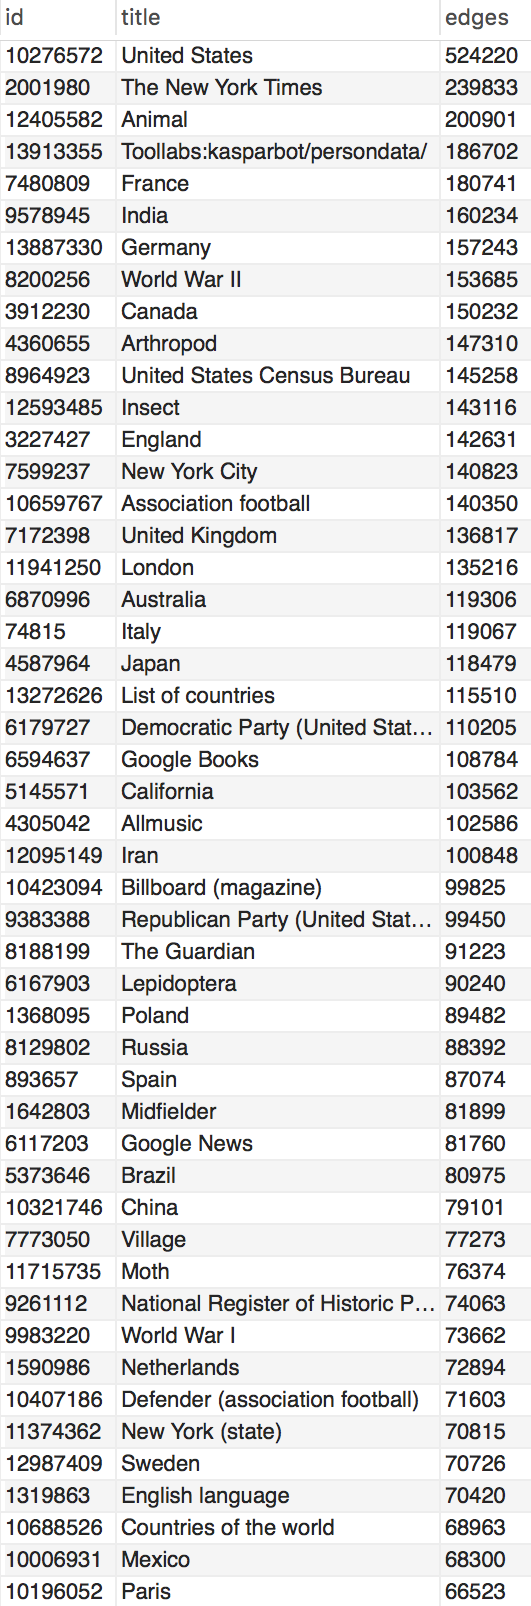 id title edges
10276572 United States 524220
2001980 The New York Times 239833
12405582 Animal 200901
13913355 Toollabs:kasparbot/persondata/ 186702
7480809 France 180741
9578945 India 160234
13887330 Germany 157243
8200256 World War II 153685
3912230 Canada 150232
4360655 Arthropod 147310
8964923 United States Census Bureau 145258
12593485 Insect 143116
3227427 England 142631
7599237 New York City 140823
10659767 Association football 140350
7172398 United Kingdom 136817
11941250 London 135216
6870996 Australia 119306
74815 Italy 119067
4587964 Japan 118479
13272626 List of countries 115510
6179727 Democratic Party (United Stat... 110205
6594637 Google Books 108784
5145571 California 103562
4305042 Allmusic 102586
12095149 Iran 100848
10423094 Billboard (magazine) 99825
9383388 Republican Party (United Stat... 99450
8188199 The Guardian 91223
6167903 Lepidoptera 90240
1368095 Poland 89482
8129802 Russia 88392
893657 Spain 87074
1642803 Midfielder 81899
6117203 Google News 81760
5373646 Brazil 80975
10321746 China 79101
7773050 Village 77273
11715735 Moth 76374
9261112 National Register of Historic P... 74063
9983220 World War I 73662
1590986 Netherlands 72894
10407186 Defender (association football) 71603
11374362 New York (state) 70815
12987409 Sweden 70726
1319863 English language 70420
10688526 Countries of the world 68963
10006931 Mexico 68300
10196052 Paris 66523